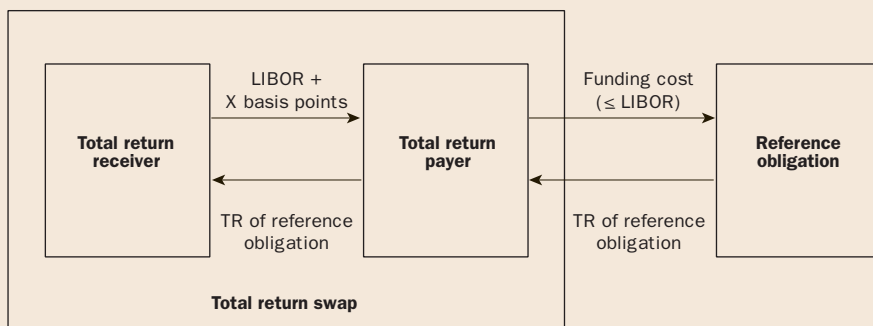 LIBOR +
X basis points
Funding cost
(≤ LIBOR)
Total return
receiver
Total return
payer
Reference
obligation
TR of reference
obligation
TR of reference
obligation
Total return swap